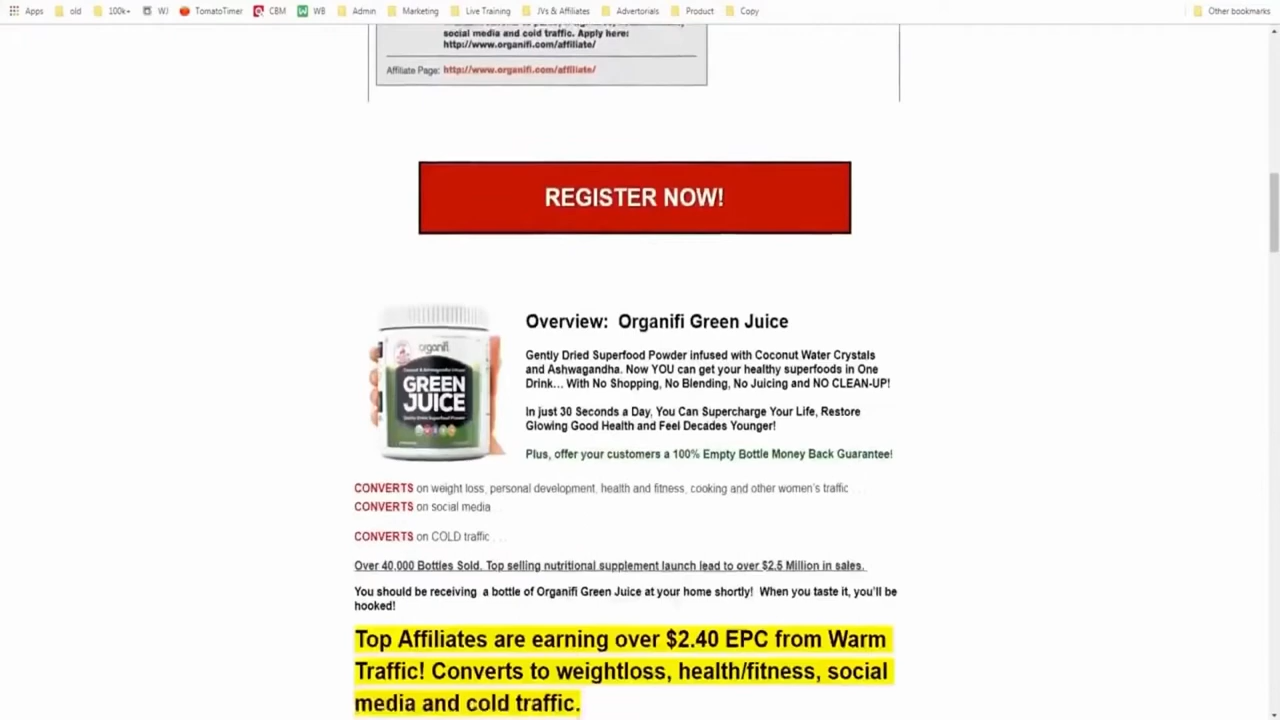 Apps
old
100k+
WJ
TomatoTimer
CBM
WB
Admin
Marketing
Live Training
JVs & Affiliates
Advertorials
Product
Copy
Other bookmarks
social media and cold traffic. Apply here:
http://www.organifi.com/affiliate/
Affiliate Page: http://www.organifi.com/affiliate/
REGISTER NOW!
organifi
GREEN
JUICE
Overview: Organifi Green Juice
Gently Dried Superfood Powder infused with Coconut Water Crystals
and Ashwagandha. Now YOU can get your healthy superfoods in One
Drink... With No Shopping, No Blending, No Juicing and NO CLEAN-UP!
In just 30 Seconds a Day, You Can Supercharge Your Life, Restore
Glowing Good Health and Feel Decades Younger!
Plus, offer your customers a 100% Empty Bottle Money Back Guarantee!
CONVERTS on weight loss, personal development, health and fitness, cooking and other women's traffic . . .
CONVERTS on social media . .
CONVERTS on COLD traffic . . .
Over 40,000 Bottles Sold. Top selling nutritional supplement launch lead to over $2.5 Million in sales.
You should be receiving a bottle of Organifi Green Juice at your home shortly! When you taste it, you'll be
hooked!
Top Affiliates are earning over $2.40 EPC from Warm
Traffic! Converts to weightloss, health/fitness, social
media and cold traffic.